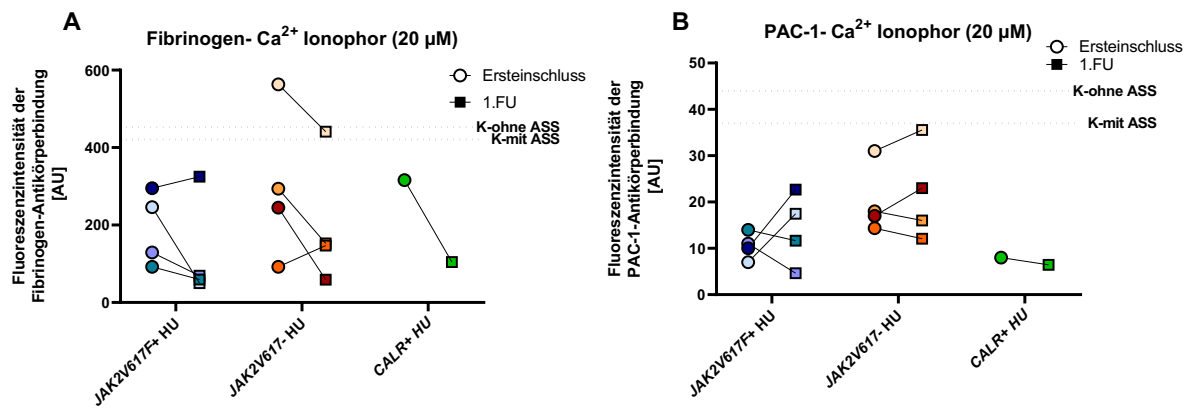 A
Fibrinogen- Ca2+ Ionophor (20 µM)
Ersteinschluss
1.FU
K-ohne ASS
K-mit ASS
Fluoreszenzintensität der
Fibrinogen-Antikörperbindung
[AU]
600
400
200
0
JAK2V617F+ HU
JAK2V617- HU
CALR+ HU
B
PAC-1- Ca2+ Ionophor (20 µM)
Ersteinschluss
1.FU
K-ohne ASS
K-mit ASS
Fluoreszenzintensität der
PAC-1-Antikörperbindung
[AU]
50
40
30
20
10
0
JAK2V617F+ HU
JAK2V617- HU
CALR+ HU